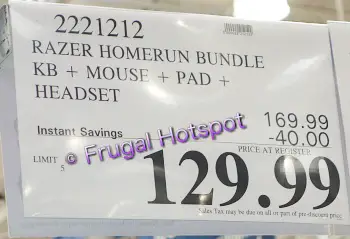 2221212
RAZER HOMERUN BUNDLE
KB + MOUSE + PAD +
HEADSET
169.99
Instant Savings -40.00
PRICE AT REGISTER
LIMIT 5
© Frugal Hotspot
129.99
Sales Tax may be due on all or part of pre-discount price